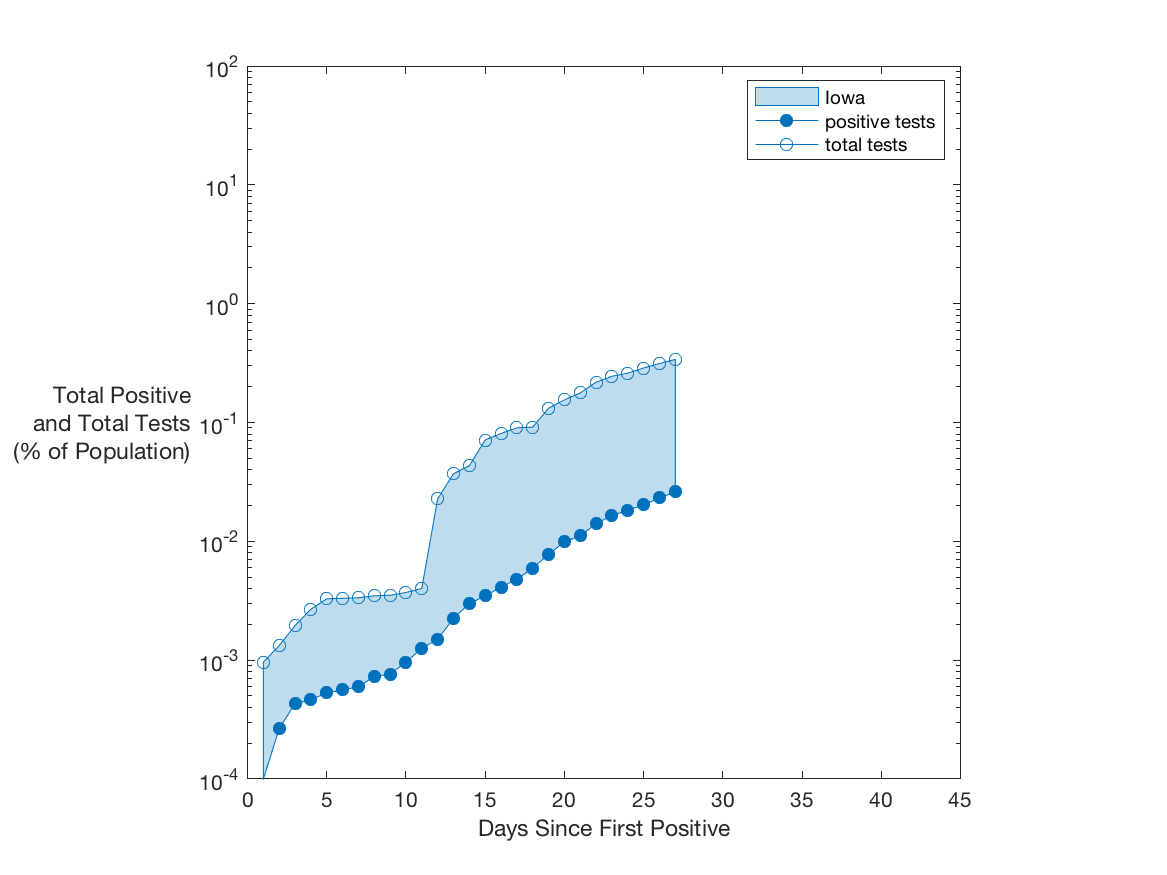 10^2
10^1
10^0
10^-1
10^-2
10^-3
10^-4
Total Positive
and Total Tests
(% of Population)
Iowa
positive tests
total tests
0 5 10 15 20 25 30 35 40 45
Days Since First Positive